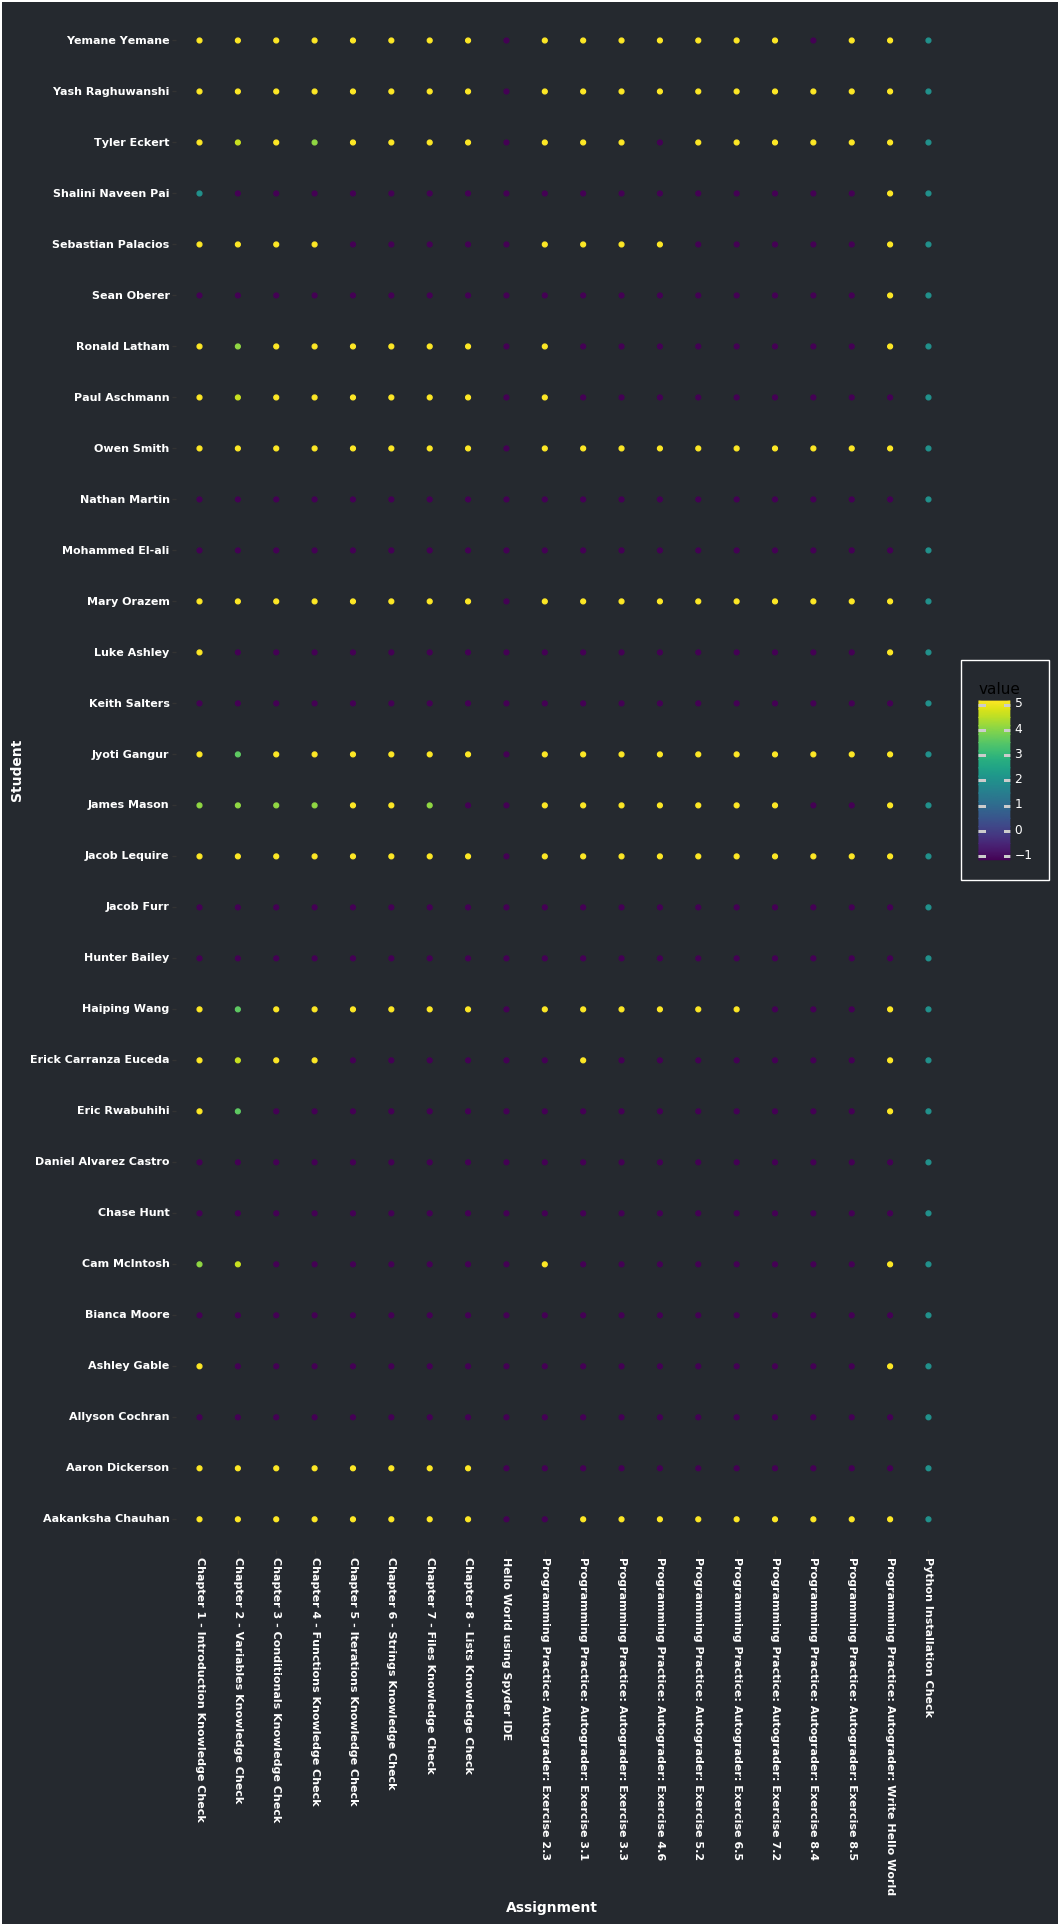 Yemane Yemane
Yash Raghuwanshi
Tyler Eckert
Shalini Naveen Pai
Sebastian Palacios
Sean Oberer
Ronald Latham
Paul Aschmann
Owen Smith
Nathan Martin
Mohammed El-ali
Mary Orazem
Luke Ashley
Keith Salters
Jyoti Gangur
James Mason
Jacob Lequire
Jacob Furr
Hunter Bailey
Haiping Wang
Erick Carranza Euceda
Eric Rwabuhihi
Daniel Alvarez Castro
Chase Hunt
Cam McIntosh
Bianca Moore
Ashley Gable
Allyson Cochran
Aaron Dickerson
Aakanksha Chauhan
Student
value
5
4
3
2
1
0
−1
Chapter 1 - Introduction Knowledge Check
Chapter 2 - Variables Knowledge Check
Chapter 3 - Conditionals Knowledge Check
Chapter 4 - Functions Knowledge Check
Chapter 5 - Iterations Knowledge Check
Chapter 6 - Strings Knowledge Check
Chapter 7 - Files Knowledge Check
Chapter 8 - Lists Knowledge Check
Hello World using Spyder IDE
Programming Practice: Autograder: Exercise 2.3
Programming Practice: Autograder: Exercise 3.1
Programming Practice: Autograder: Exercise 3.3
Programming Practice: Autograder: Exercise 4.6
Programming Practice: Autograder: Exercise 5.2
Programming Practice: Autograder: Exercise 6.5
Programming Practice: Autograder: Exercise 7.2
Programming Practice: Autograder: Exercise 8.4
Programming Practice: Autograder: Exercise 8.5
Programming Practice: Autograder: Write Hello World
Python Installation Check
Assignment